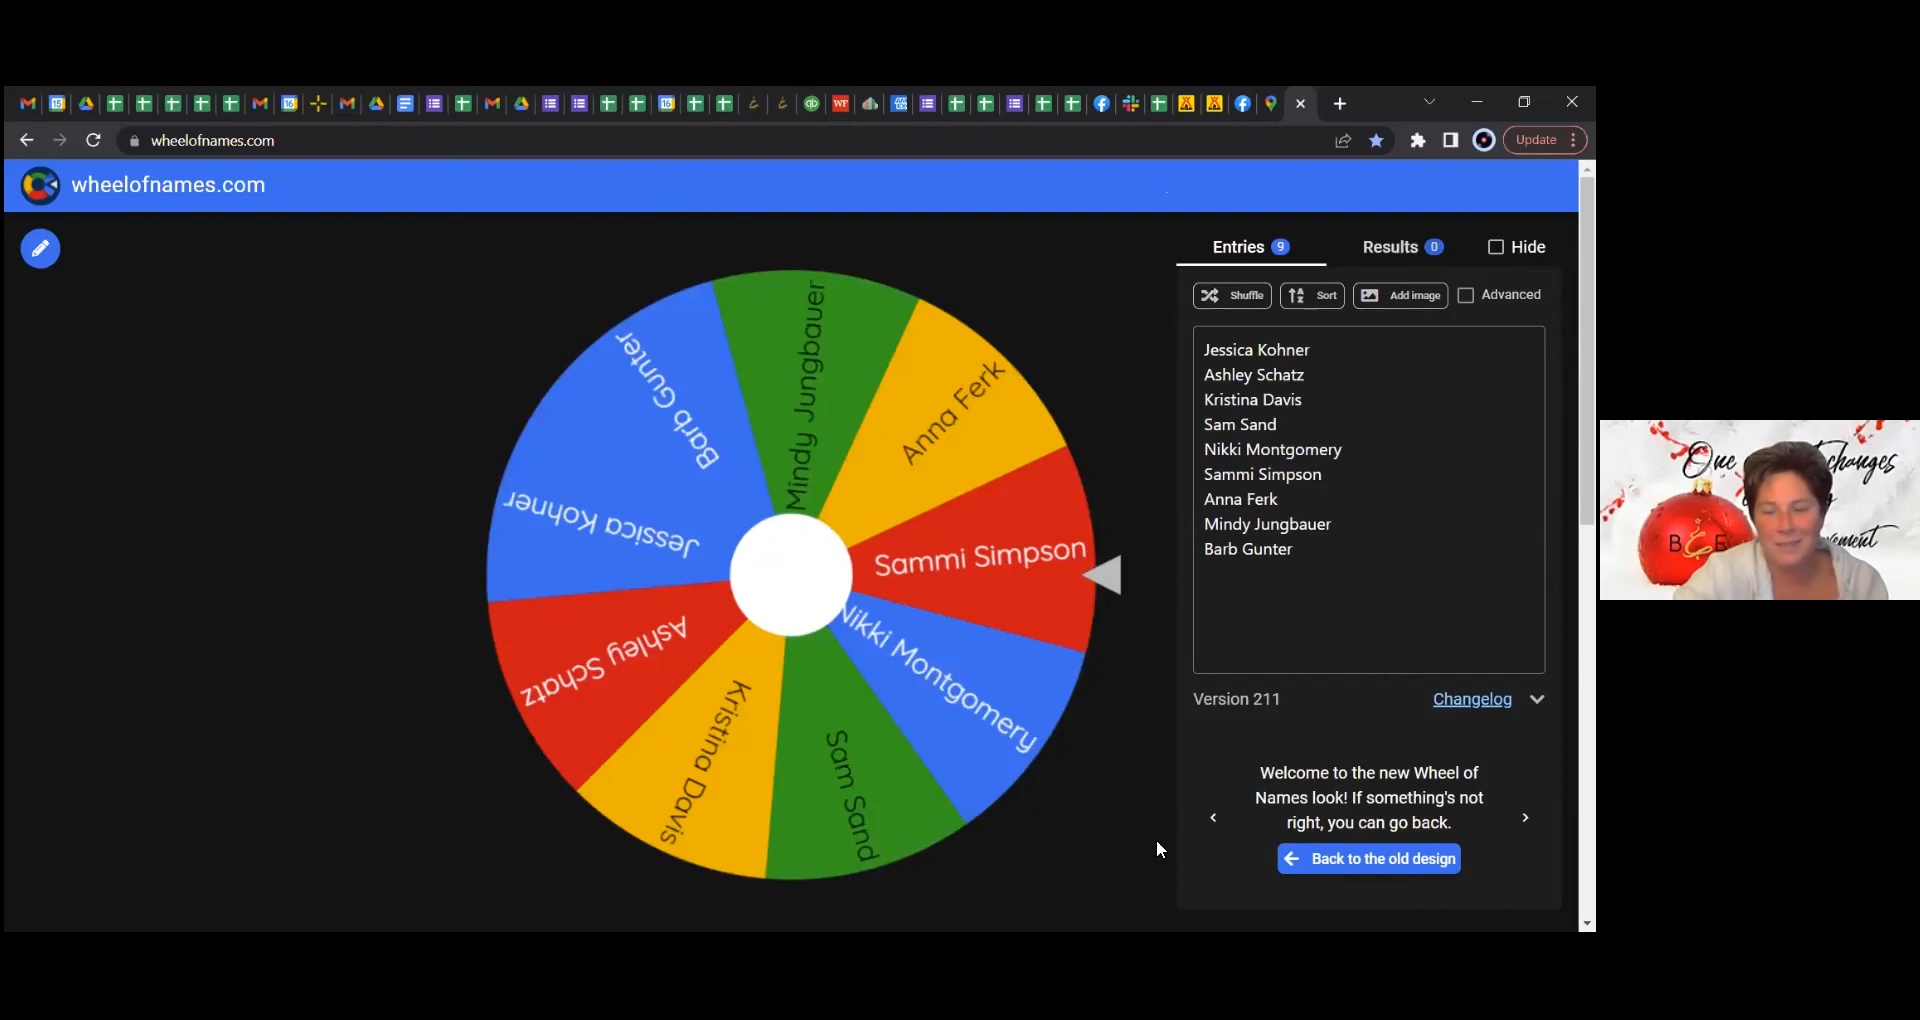 wheelofnames.com
Update
wheelofnames.com
Entries 9
Results 0
Hide
Shuffle
Sort
Add image
Advanced
Jessica Kohner
Ashley Schatz
Kristina Davis
Sam Sand
Nikki Montgomery
Sammi Simpson
Anna Ferk
Mindy Jungbauer
Barb Gunter
Version 211
Changelog
Welcome to the new Wheel of
Names look! If something's not
right, you can go back.
Back to the old design
Mindy Jungbauer
Anna Ferk
Sammi Simpson
Nikki Montgomery
Sam Sand
Kristina Davis
Ashley Schatz
Jessica Kohner
Barb Gunter
One
changes